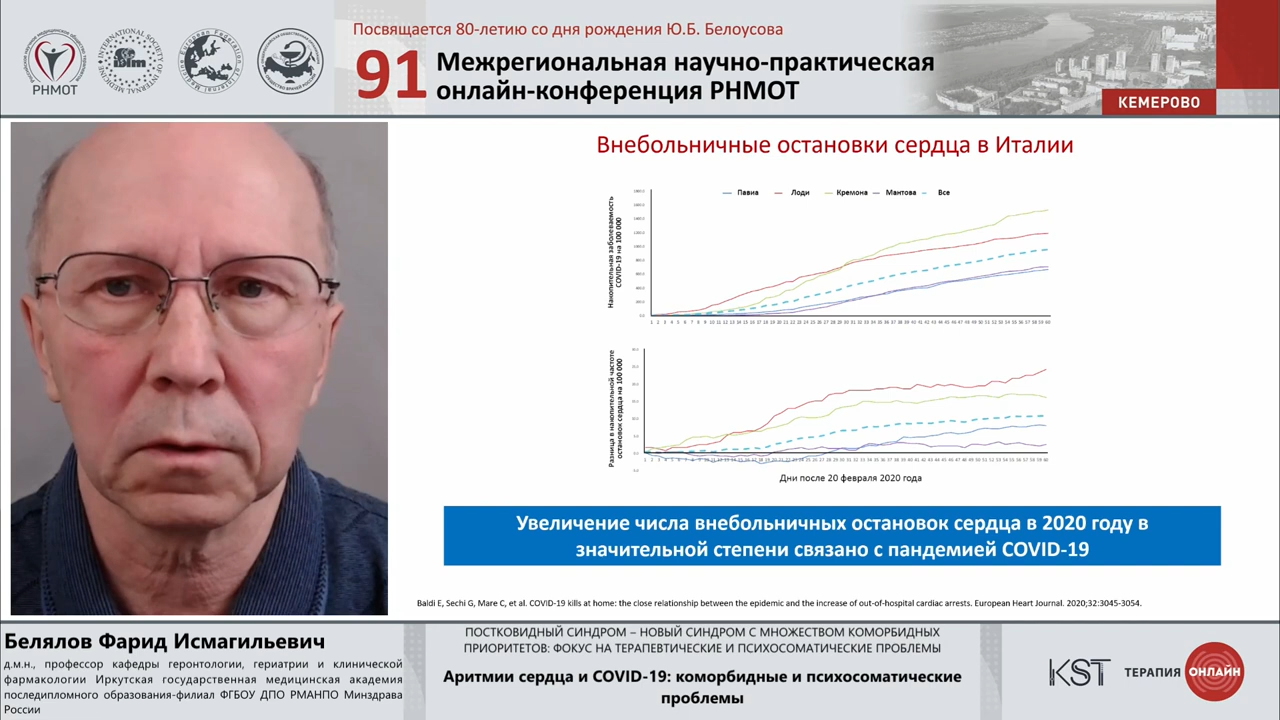 Посвящается 80-летию со дня рождения Ю.Б. Белоусова
91 Межрегиональная научно-практическая
онлайн-конференция РНМОТ
РНМОТ
КЕМЕРОВО
Внебольничные остановки сердца в Италии
Павиа Лоди Кремона Мантова Все
Накопительная заболеваемость
COVID-19 на 100 000
Разница в накопительной частоте
остановок сердца на 100 000
Дни после 20 февраля 2020 года
Увеличение числа внебольничных остановок сердца в 2020 году в
значительной степени связано с пандемией COVID-19
Baldi E, Sechi G, Mare C, et al. COVID-19 kills at home: the close relationship between the epidemic and the increase of out-of-hospital cardiac arrests. European Heart Journal. 2020;32:3045-3054.
Белялов Фарид Исмагильевич
д.м.н., профессор кафедры геронтологии, гериатрии и клинической
фармакологии Иркутская государственная медицинская академия
последипломного образования-филиал ФГБОУ ДПО РМАНПО Минздрава
России
ПОСТКОВИДНЫЙ СИНДРОМ – НОВЫЙ СИНДРОМ С МНОЖЕСТВОМ КОМОРБИДНЫХ
ПРИОРИТЕТОВ: ФОКУС НА ТЕРАПЕВТИЧЕСКИЕ И ПСИХОСОМАТИЧЕСКИЕ ПРОБЛЕМЫ
Аритмии сердца и COVID-19: коморбидные и психосоматические
проблемы
KST
ТЕРАПИЯ ОНЛАЙН